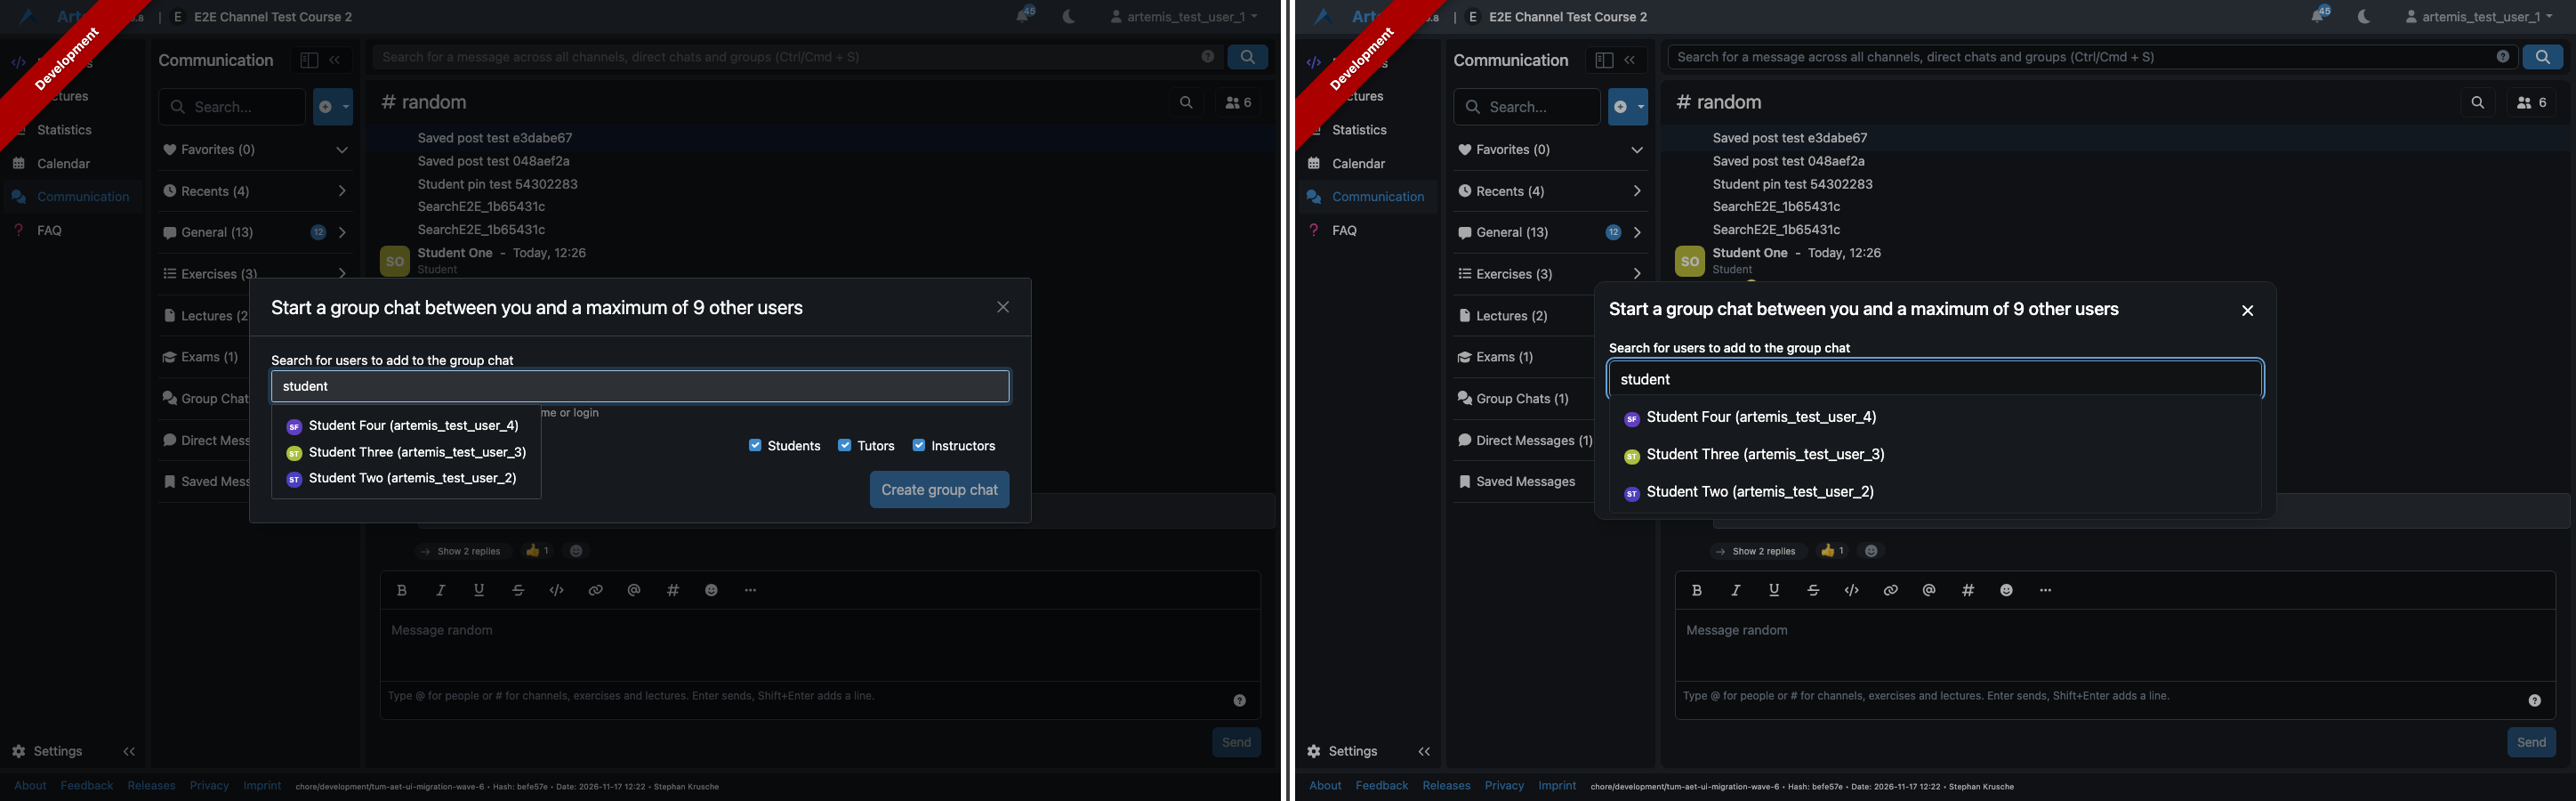 Development
E E2E Channel Test Course 2
45
artemis_test_user_1
Communication
Search for a message across all channels, direct chats and groups (Ctrl/Cmd + S)
Search...
# random
6
Statistics
Calendar
Communication
FAQ
Favorites (0)
Recents (4)
General (13) 12
Exercises (3)
Exams (1)
Saved post test e3dabe67
Saved post test 048aef2a
Student pin test 54302283
SearchE2E_1b65431c
SearchE2E_1b65431c
SO Student One - Today, 12:26
Student
Start a group chat between you and a maximum of 9 other users
Search for users to add to the group chat
student
or login
SF Student Four (artemis_test_user_4)
ST Student Three (artemis_test_user_3)
ST Student Two (artemis_test_user_2)
Students Tutors Instructors
Create group chat
Show 2 replies 1
B I U
Message random
Type @ for people or # for channels, exercises and lectures. Enter sends, Shift+Enter adds a line.
Send
Settings
About Feedback Releases Privacy Imprint chore/development/tum-aet-ui-migration-wave-6 • Hash: befe57e • Date: 2026-11-17 12:22 • Stephan Krusche
Development
E E2E Channel Test Course 2
45
artemis_test_user_1
Communication
Search for a message across all channels, direct chats and groups (Ctrl/Cmd + S)
Search...
# random
6
Statistics
Calendar
Communication
FAQ
Favorites (0)
Recents (4)
General (13) 12
Exercises (3)
Lectures (2)
Exams (1)
Group Chats (1)
Direct Messages (1)
Saved Messages
Saved post test e3dabe67
Saved post test 048aef2a
Student pin test 54302283
SearchE2E_1b65431c
SearchE2E_1b65431c
SO Student One - Today, 12:26
Student
Start a group chat between you and a maximum of 9 other users
Search for users to add to the group chat
student
SF Student Four (artemis_test_user_4)
ST Student Three (artemis_test_user_3)
ST Student Two (artemis_test_user_2)
Show 2 replies 1
B I U
Message random
Type @ for people or # for channels, exercises and lectures. Enter sends, Shift+Enter adds a line.
Send
Settings
About Feedback Releases Privacy Imprint chore/development/tum-aet-ui-migration-wave-6 • Hash: befe57e • Date: 2026-11-17 12:22 • Stephan Krusche